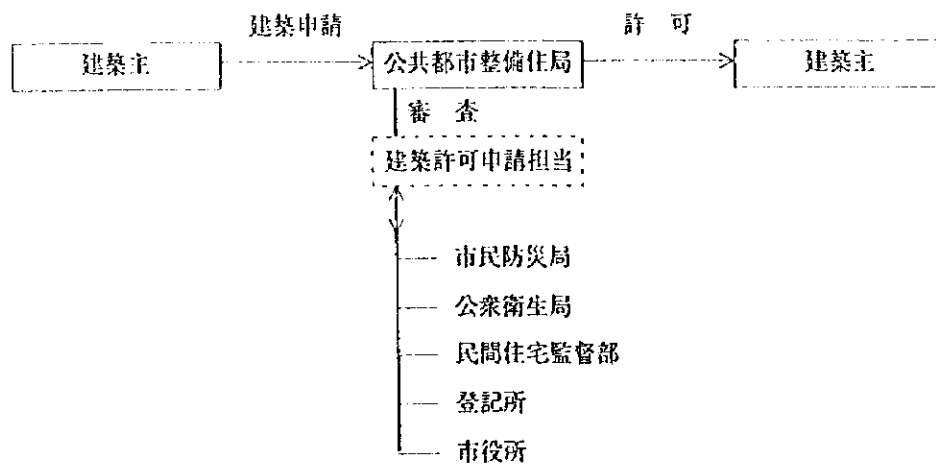 建築申請
許 可
建築主
公共都市整備住局
建築主
審 査
建築許可申請担当
市民防災局
公衆衛生局
民間住宅監督部
登記所
市役所